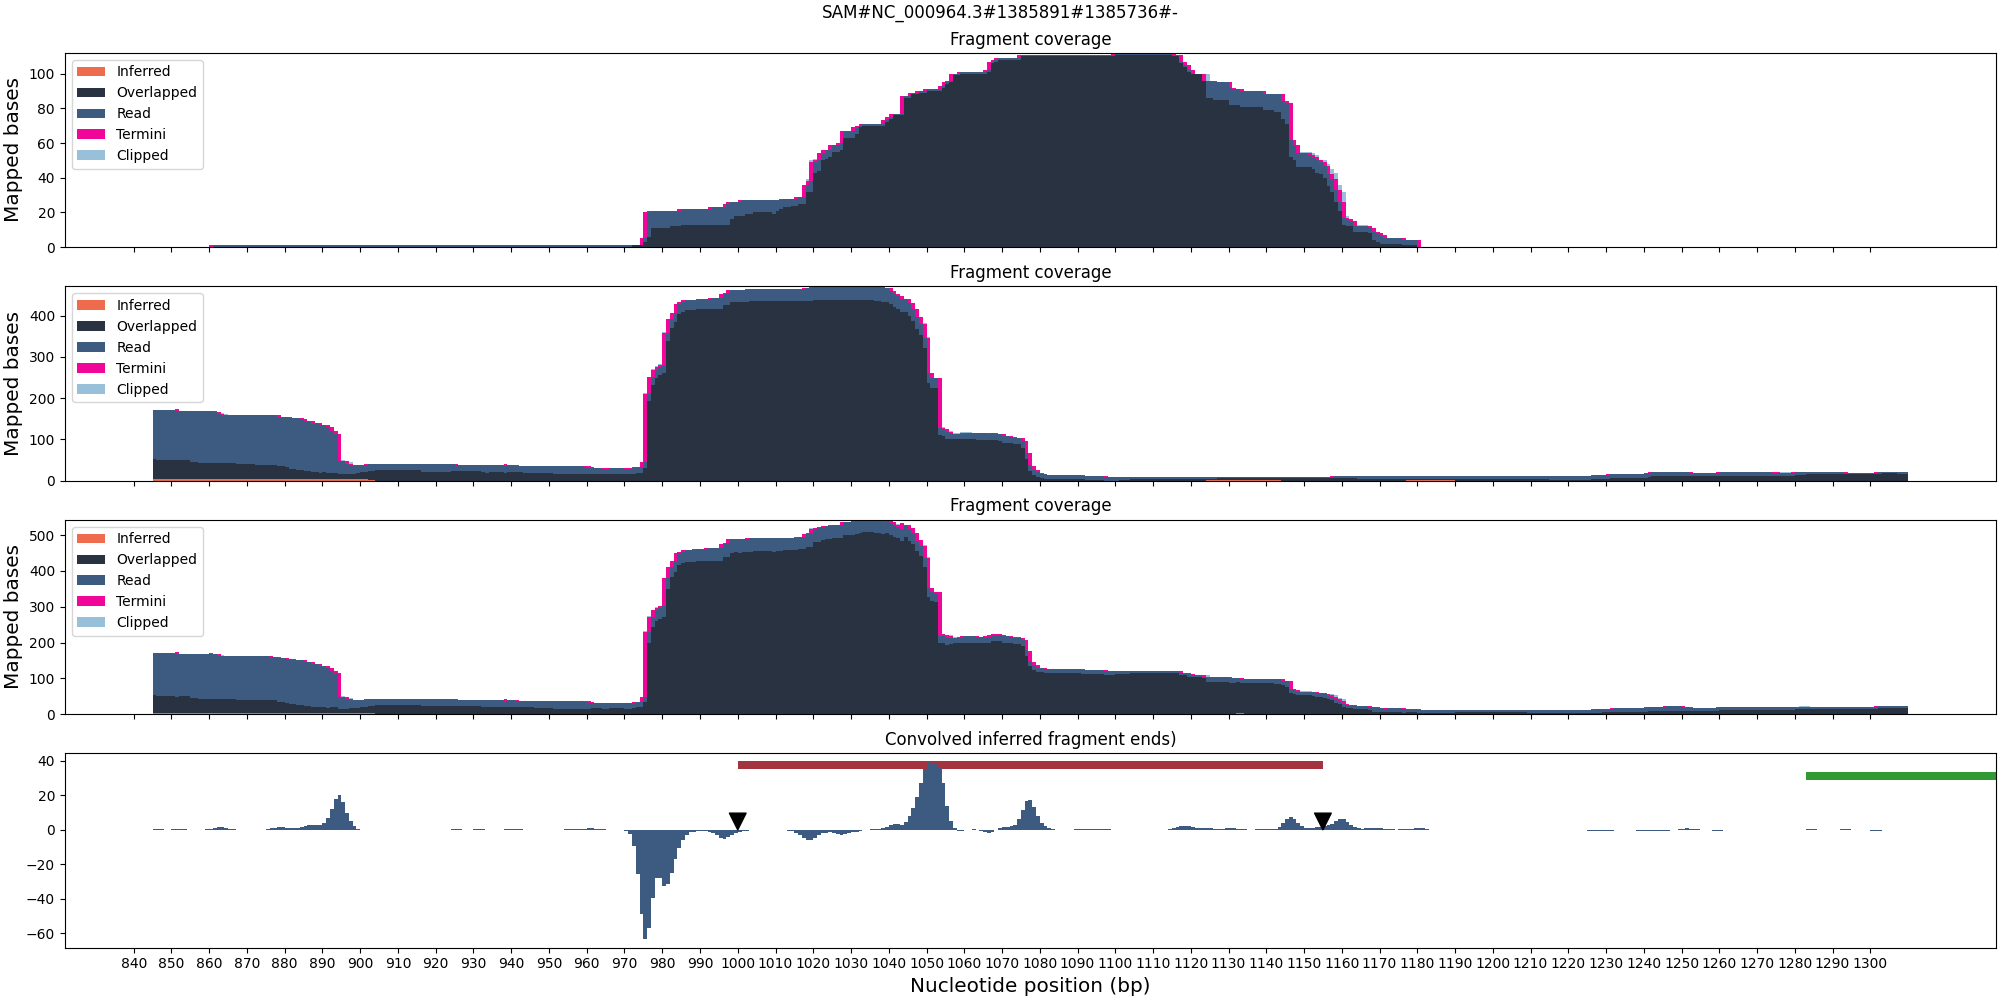 SAM#NC_000964.3#1385891#1385736#-
Fragment coverage
Mapped bases
100
80
60
40
20
0
Inferred
Overlapped
Read
Termini
Clipped
Fragment coverage
Mapped bases
400
300
200
100
0
Inferred
Overlapped
Read
Termini
Clipped
Fragment coverage
Mapped bases
500
400
300
200
100
0
Inferred
Overlapped
Read
Termini
Clipped
Convolved inferred fragment ends)
40
20
0
−20
−40
−60
840 850 860 870 880 890 900 910 920 930 940 950 960 970 980 990 1000 1010 1020 1030 1040 1050 1060 1070 1080 1090 1100 1110 1120 1130 1140 1150 1160 1170 1180 1190 1200 1210 1220 1230 1240 1250 1260 1270 1280 1290 1300
Nucleotide position (bp)